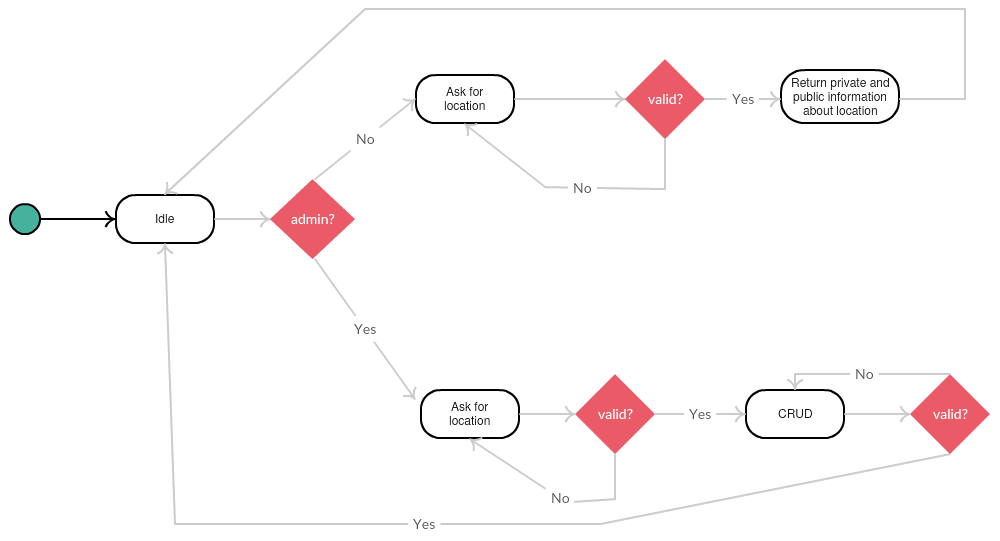 Ask for
location
valid?
Yes
Return private and
public information
about location
No
No
Idle
admin?
Yes
Ask for
location
valid?
Yes
CRUD
No
valid?
No
Yes